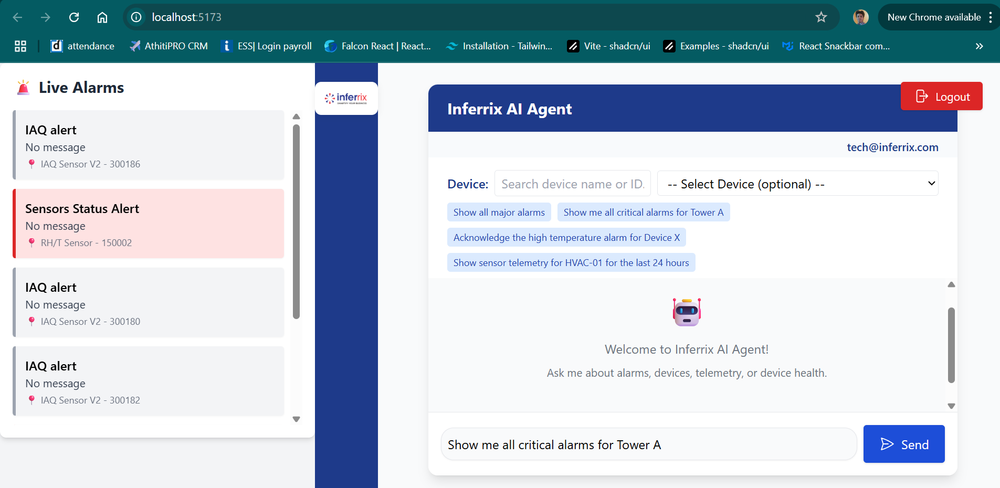 localhost:5173
New Chrome available
attendance
AthitiPRO CRM
ESS| Login payroll
Falcon React | React...
Installation - Tailwin...
Vite - shadcn/ui
Examples - shadcn/ui
React Snackbar com...
Live Alarms
IAQ alert
No message
IAQ Sensor V2 - 300186
Sensors Status Alert
No message
RH/T Sensor - 150002
IAQ alert
No message
IAQ Sensor V2 - 300180
IAQ alert
No message
IAQ Sensor V2 - 300182
inferrix
SMARTIFY YOUR BUSINESS
Inferrix AI Agent
Logout
tech@inferrix.com
Device:
Search device name or ID.
-- Select Device (optional) --
Show all major alarms
Show me all critical alarms for Tower A
Acknowledge the high temperature alarm for Device X
Show sensor telemetry for HVAC-01 for the last 24 hours
Welcome to Inferrix AI Agent!
Ask me about alarms, devices, telemetry, or device health.
Show me all critical alarms for Tower A
Send